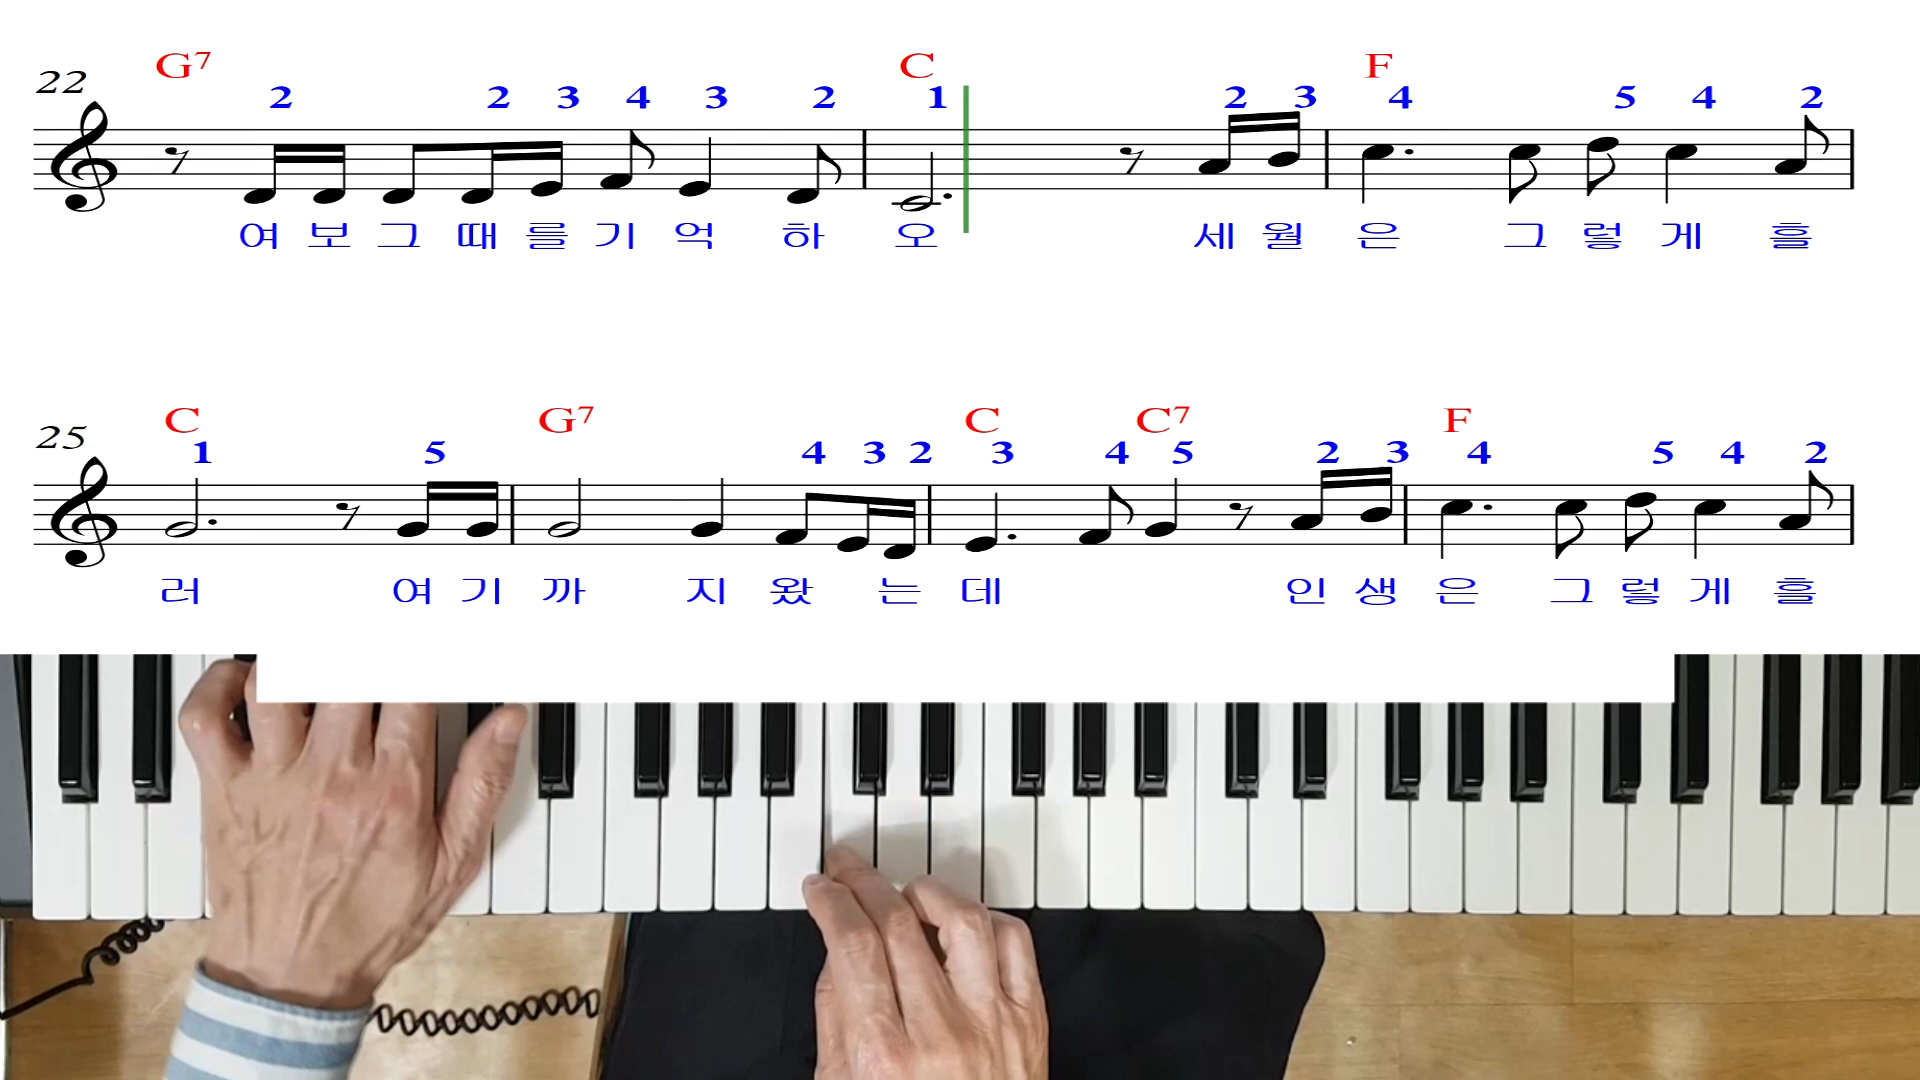 G7 C F
22 2 2 3 4 3 2 1 2 3 4 5 4 2
여 보 그 때 를 기 억 하 오 세 월 은 그 렇 게 흘
C G7 C C7 F
25 1 5 4 3 2 3 4 5 2 3 4 5 4 2
러 여 기 까 지 왔 는 데 인 생 은 그 렇 게 흘